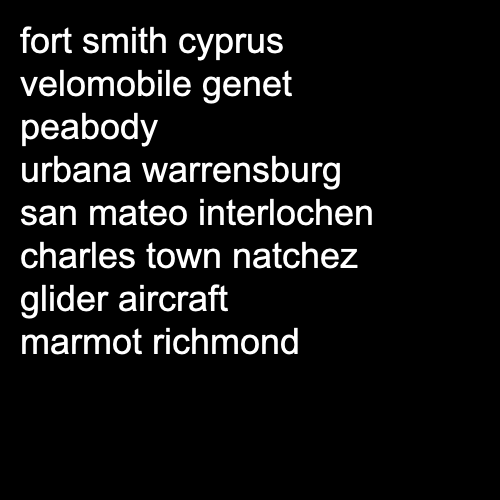 fort smith cyprus
velomobile genet
peabody
urbana warrensburg
san mateo interlochen
charles town natchez
glider aircraft
marmot richmond